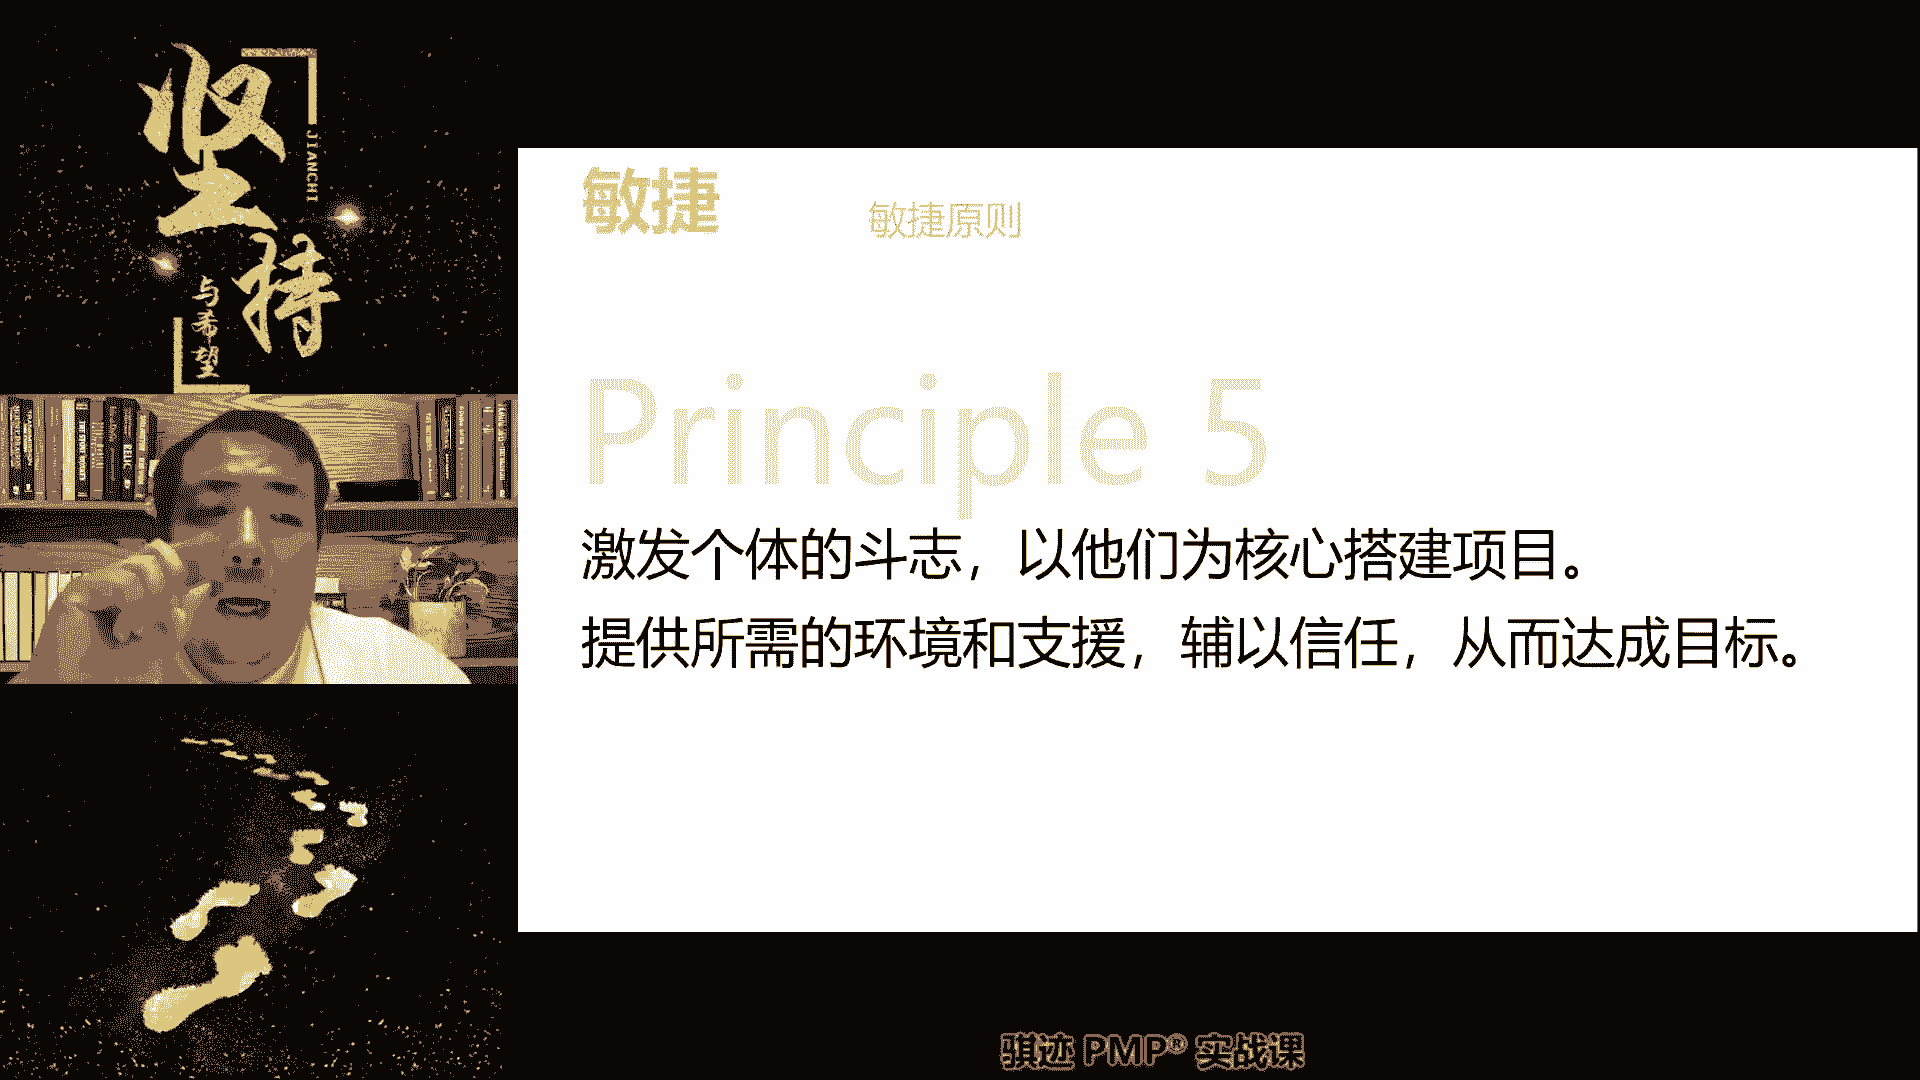 坚持
JIANCHI
与希望
敏捷
敏捷原则
Principle 5
激发个体的斗志，以他们为核心搭建项目。
提供所需的环境和支援，辅以信任，从而达成目标。
骐迹 PMP® 实战课